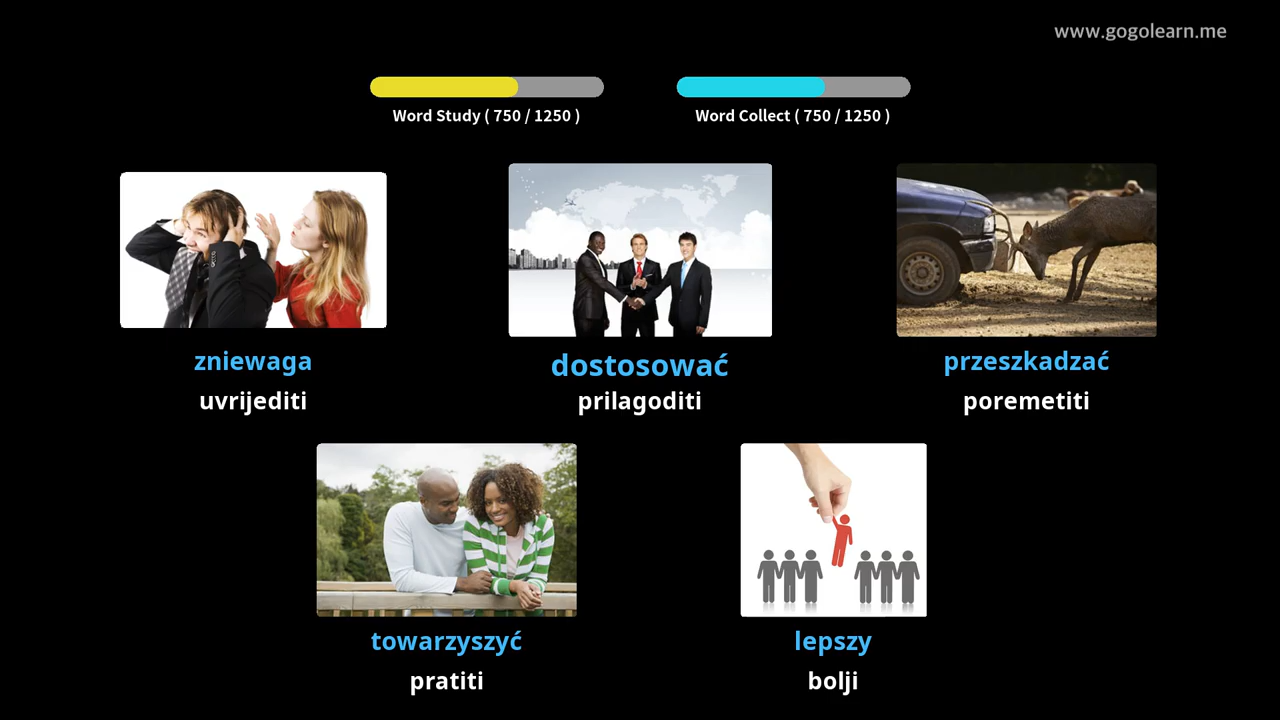 www.gogolearn.me
Word Study ( 750 / 1250 )
Word Collect ( 750 / 1250 )
zniewaga
uvrijediti
dostosować
prilagoditi
przeszkadzać
poremetiti
towarzyszyć
pratiti
lepszy
bolji